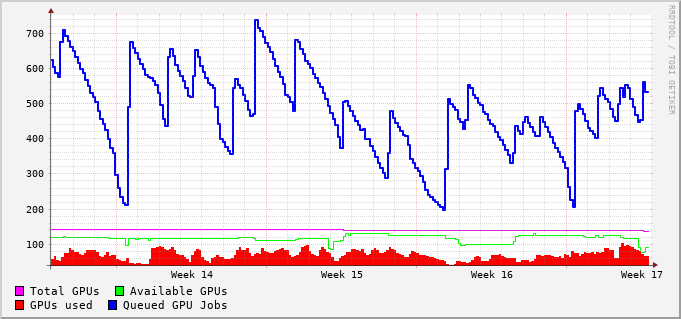 RRDTOOL / TOBI OETIKER
700
600
500
400
300
200
100
Week 14 Week 15 Week 16 Week 17
Total GPUs Available GPUs
GPUs used Queued GPU Jobs